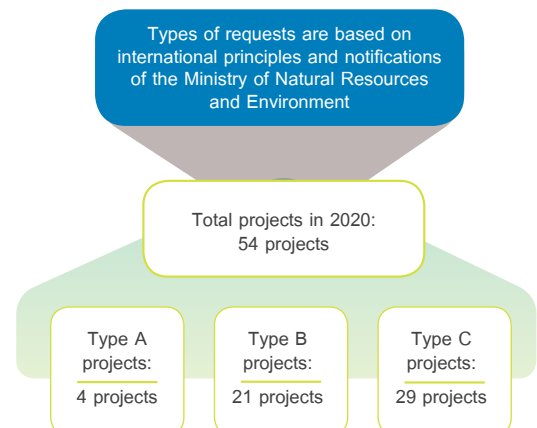 Types of requests are based on
international principles and notifications
of the Ministry of Natural Resources
and Environment
Total projects in 2020:
54 projects
Type A
projects:
4 projects
Type B
projects:
21 projects
Type C
projects:
29 projects